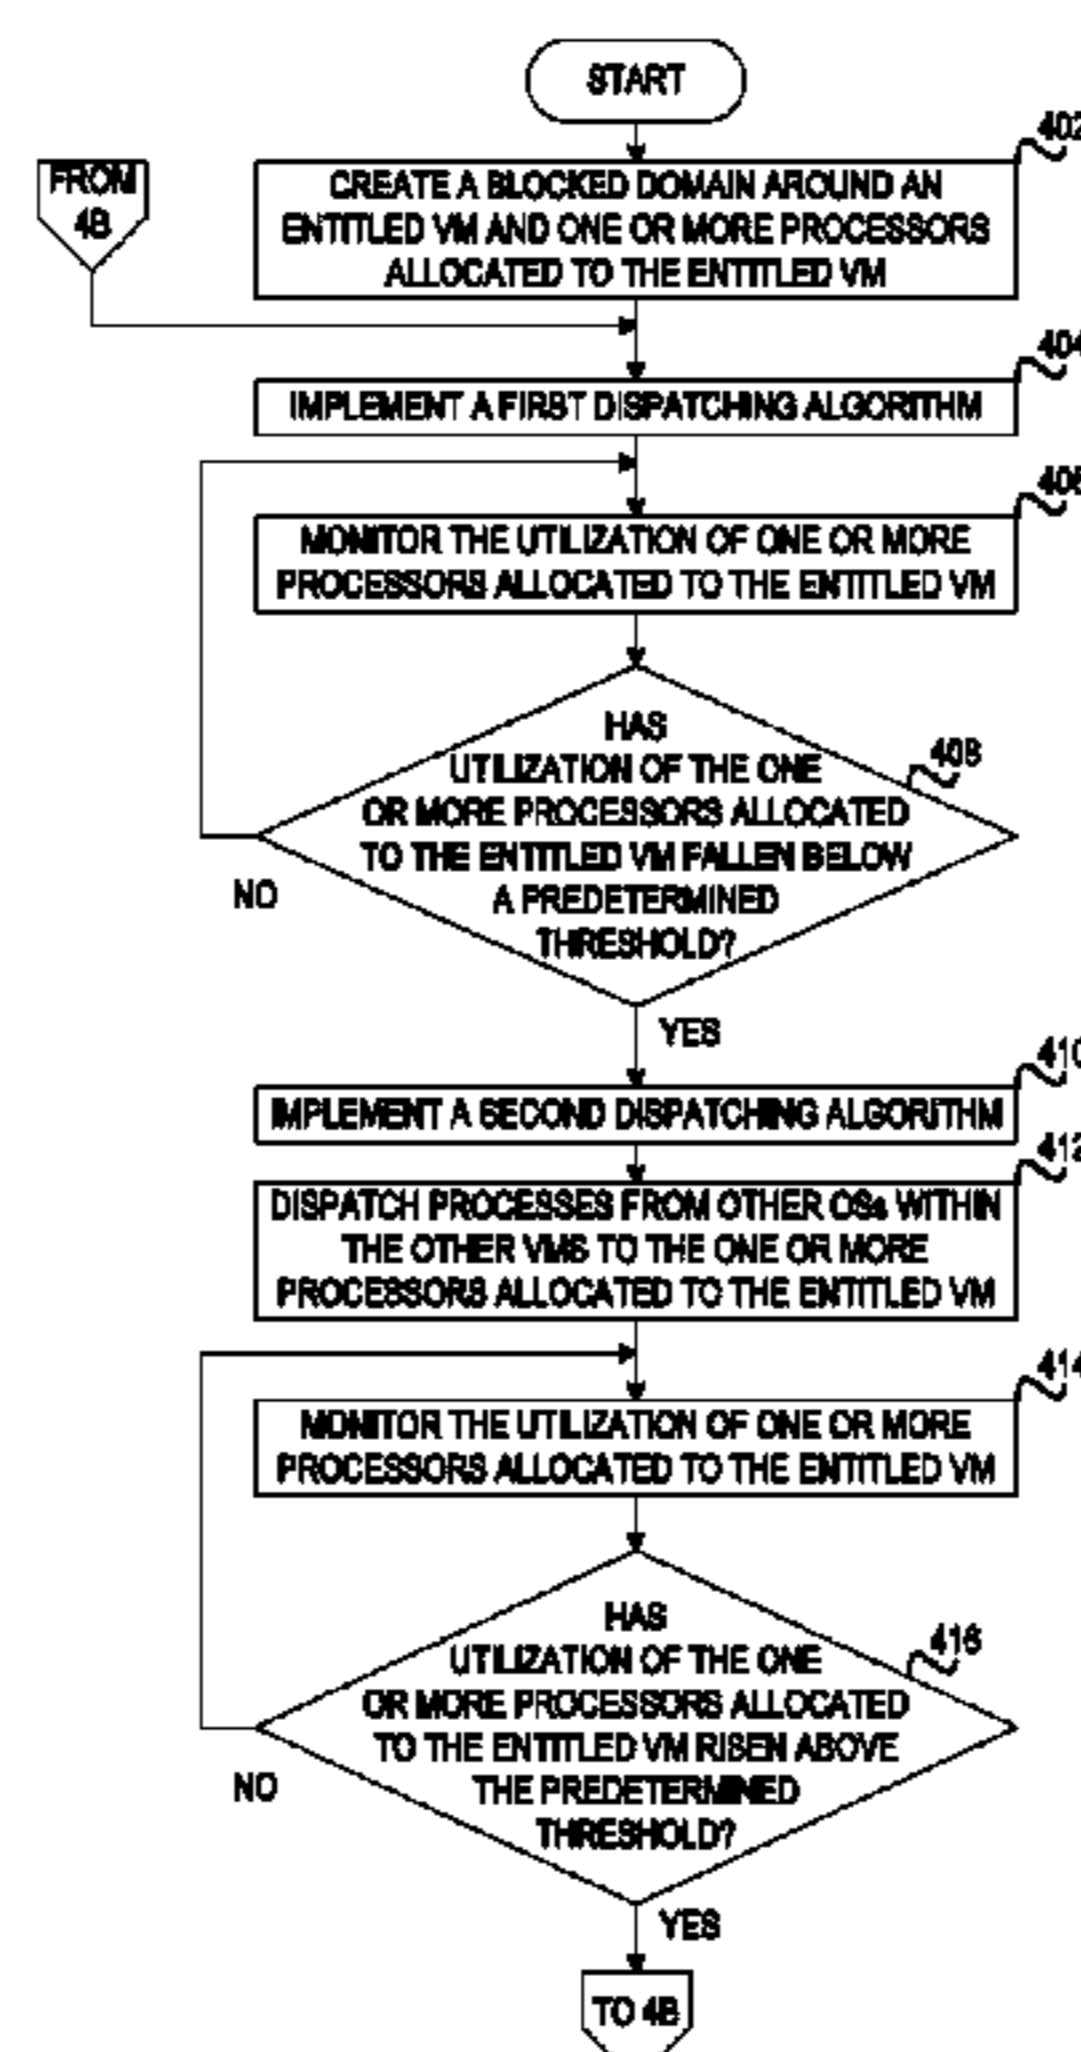 START
402
FROM
4B
CREATE A BLOCKED DOMAIN AROUND AN
ENTITLED VM AND ONE OR MORE PROCESSORS
ALLOCATED TO THE ENTITLED VM
404
IMPLEMENT A FIRST DISPATCHING ALGORITHM
406
MONITOR THE UTILIZATION OF ONE OR MORE
PROCESSORS ALLOCATED TO THE ENTITLED VM
408
HAS
UTILIZATION OF THE ONE
OR MORE PROCESSORS ALLOCATED
TO THE ENTITLED VM FALLEN BELOW
A PREDETERMINED
THRESHOLD?
NO
YES
410
IMPLEMENT A SECOND DISPATCHING ALGORITHM
412
DISPATCH PROCESSES FROM OTHER OSs WITHIN
THE OTHER VMS TO THE ONE OR MORE
PROCESSORS ALLOCATED TO THE ENTITLED VM
414
MONITOR THE UTILIZATION OF ONE OR MORE
PROCESSORS ALLOCATED TO THE ENTITLED VM
416
HAS
UTILIZATION OF THE ONE
OR MORE PROCESSORS ALLOCATED
TO THE ENTITLED VM RISEN ABOVE
THE PREDETERMINED
THRESHOLD?
NO
YES
TO 4B